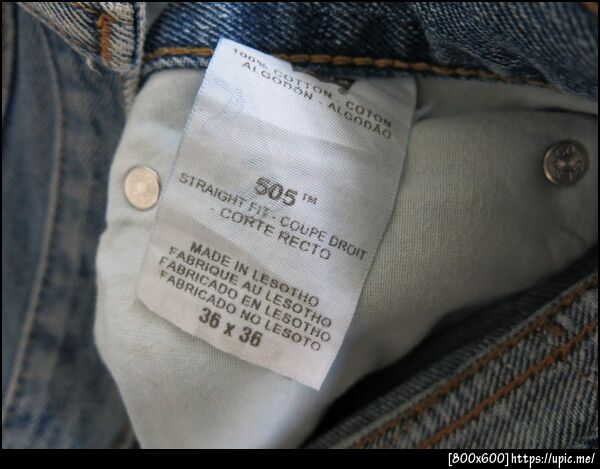 100% COTTON - COTON
ALGODÓN - ALGODÃO
505™
STRAIGHT FIT - COUPE DROIT
- CORTE RECTO
MADE IN LESOTHO
FABRIQUE AU LESOTHO
FABRICADO EN LESOTHO
FABRICADO NO LESOTO
36 x 36
[800x600]https://upic.me/